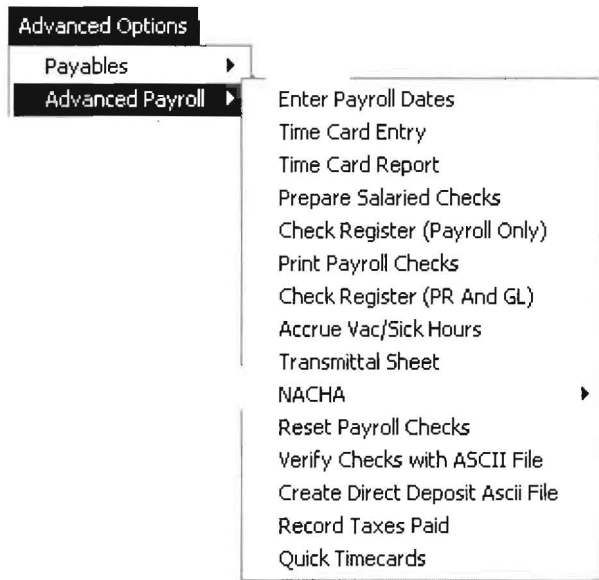 Advanced Options
Payables
Advanced Payroll
Enter Payroll Dates
Time Card Entry
Time Card Report
Prepare Salaried Checks
Check Register (Payroll Only)
Print Payroll Checks
Check Register (PR And GL)
Accrue Vac/Sick Hours
Transmittal Sheet
NACHA
Reset Payroll Checks
Verify Checks with ASCII File
Create Direct Deposit Ascii File
Record Taxes Paid
Quick Timecards